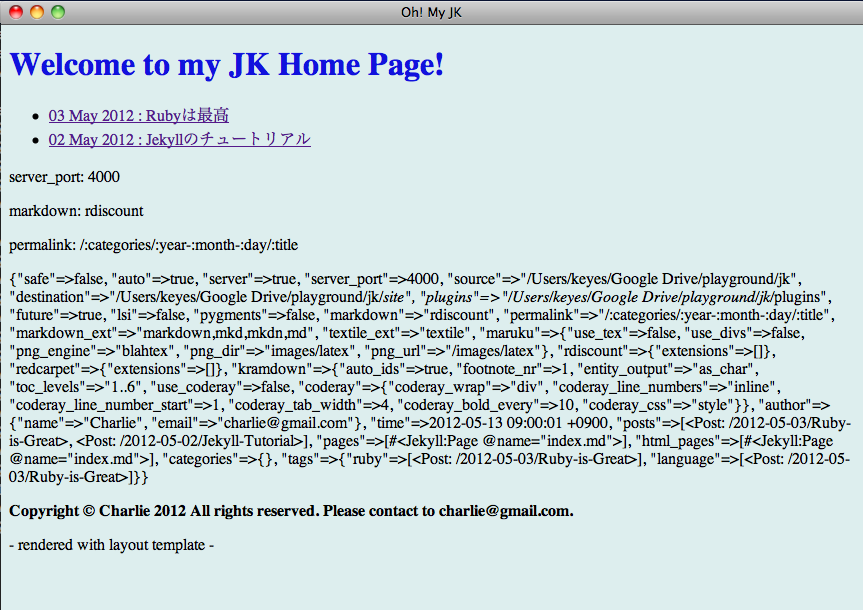 Oh! My JK
Welcome to my JK Home Page!
• 03 May 2012 : Rubyは最高
• 02 May 2012 : Jekyllのチュートリアル
server_port: 4000
markdown: rdiscount
permalink: /:categories/:year-:month-:day/:title
{"safe"=>false, "auto"=>true, "server"=>true, "server_port"=>4000, "source"=>"/Users/keyes/Google Drive/playground/jk",
"destination"=>"/Users/keyes/Google Drive/playground/jk/site", "plugins"=>"/Users/keyes/Google Drive/playground/jk/plugins",
"future"=>true, "lsi"=>false, "pygments"=>false, "markdown"=>"rdiscount", "permalink"=>"/:categories/:year-:month-:day/:title",
"markdown_ext"=>"markdown,mkd,mkdn,md", "textile_ext"=>"textile", "maruku"=>{"use_tex"=>false, "use_divs"=>false,
"png_engine"=>"blahtex", "png_dir"=>"images/latex", "png_url"=>"/images/latex"}, "rdiscount"=>{"extensions"=>[]},
"redcarpet"=>{"extensions"=>[]}, "kramdown"=>{"auto_ids"=>true, "footnote_nr"=>1, "entity_output"=>"as_char",
"toc_levels"=>"1..6", "use_coderay"=>false, "coderay"=>{"coderay_wrap"=>"div", "coderay_line_numbers"=>"inline",
"coderay_line_number_start"=>1, "coderay_tab_width"=>4, "coderay_bold_every"=>10, "coderay_css"=>"style"}}, "author"=>
{"name"=>"Charlie", "email"=>"charlie@gmail.com"}, "time"=>2012-05-13 09:00:01 +0900, "posts"=>[<Post: /2012-05-03/Ruby-
is-Great>, <Post: /2012-05-02/Jekyll-Tutorial>], "pages"=>[#<Jekyll:Page @name="index.md">], "html_pages"=>[#<Jekyll:Page
@name="index.md">], "categories"=>{}, "tags"=>{"ruby"=>[<Post: /2012-05-03/Ruby-is-Great>], "language"=>[<Post: /2012-05-
03/Ruby-is-Great>]}}
Copyright © Charlie 2012 All rights reserved. Please contact to charlie@gmail.com.
- rendered with layout template -